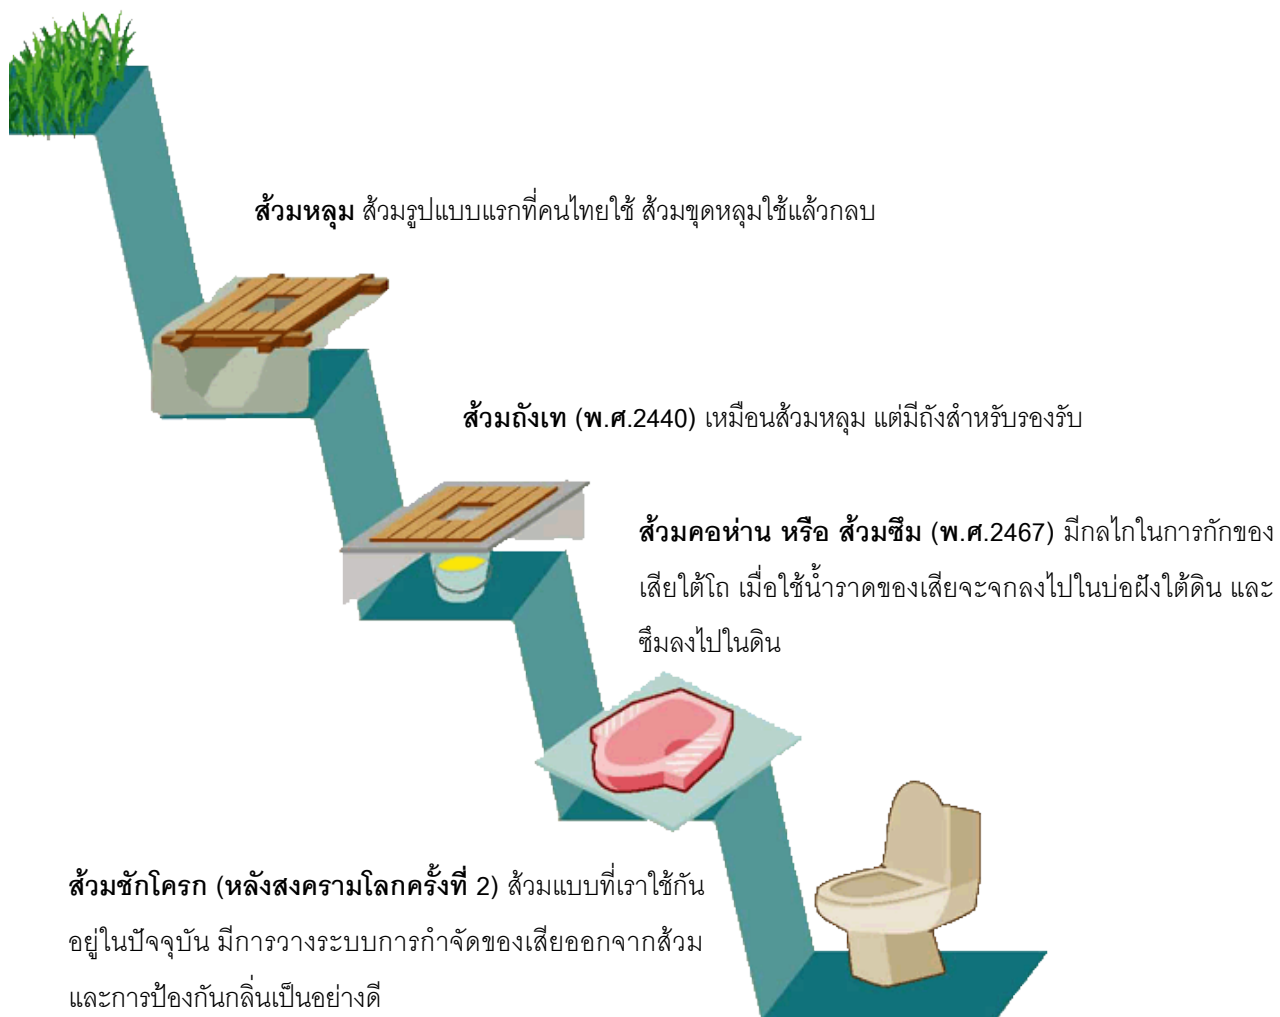 ส้วมหลุม ส้วมรูปแบบแรกที่คนไทยใช้ ส้วมขุดหลุมใช้แล้วกลบ
ส้วมถังเท (พ.ศ.2440) เหมือนส้วมหลุม แต่มีถังสำหรับรองรับ
ส้วมคอห่าน หรือ ส้วมซึม (พ.ศ.2467) มีกลไกในการกักของ
เสียใต้โถ เมื่อใช้น้ำราดของเสียจะจกลงไปในบ่อฝังใต้ดิน และ
ซึมลงไปในดิน
ส้วมชักโครก (หลังสงครามโลกครั้งที่ 2) ส้วมแบบที่เราใช้กัน
อยู่ในปัจจุบัน มีการวางระบบการกำจัดของเสียออกจากส้วม
และการป้องกันกลิ่นเป็นอย่างดี